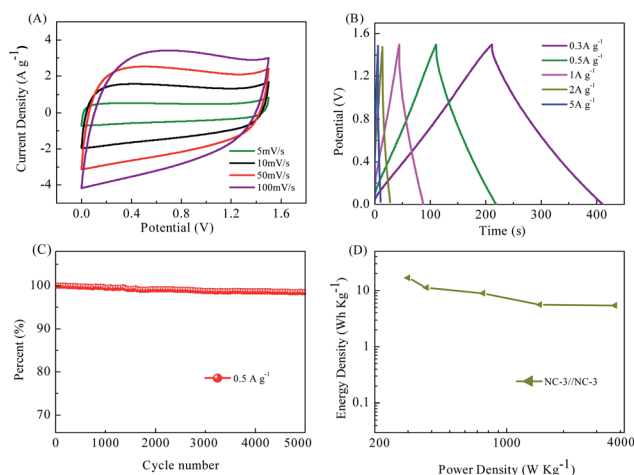 (A)
Current Density (A g⁻¹)
4
2
0
-2
-4
5mV/s
10mV/s
50mV/s
100mV/s
0.0
0.4
0.8
1.2
1.6
Potential (V)
(B)
Potential (V)
1.6
1.2
0.8
0.4
0.0
0.3A g⁻¹
0.5A g⁻¹
1A g⁻¹
2A g⁻¹
5A g⁻¹
0
100
200
300
400
Time (s)
(C)
Percent (%)
100
90
80
70
0.5 A g⁻¹
0
1000
2000
3000
4000
5000
Cycle number
(D)
Energy Density (Wh Kg⁻¹)
100
10
1
0.1
NC-3//NC-3
200
1000
4000
Power Density (W Kg⁻¹)